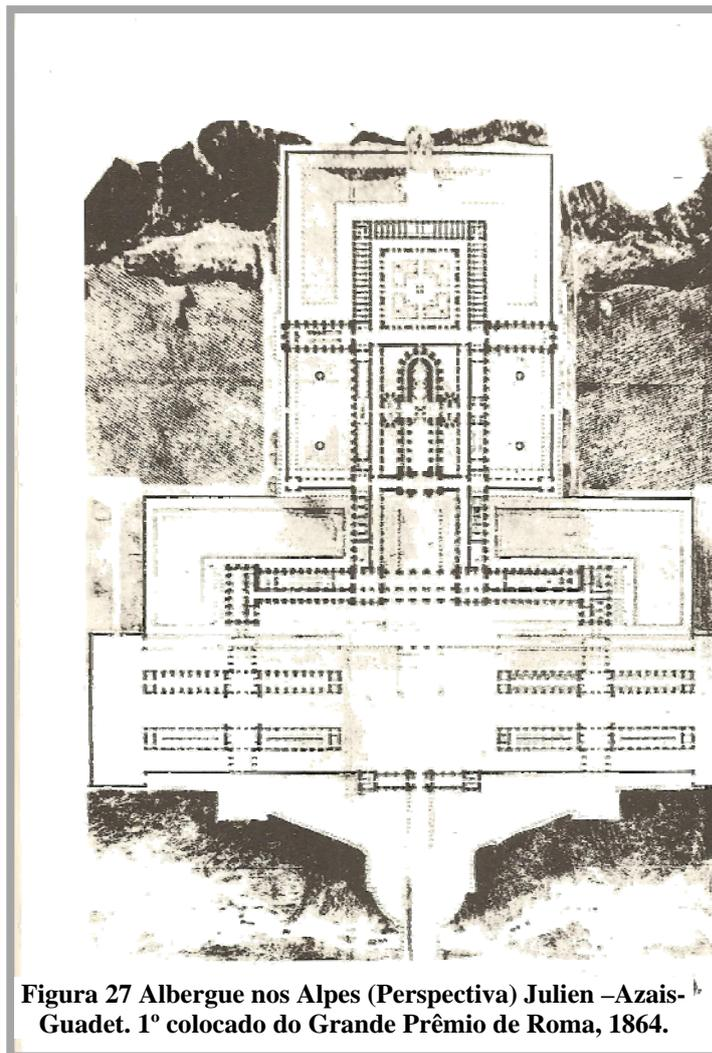 Figura 27 Albergue nos Alpes (Perspectiva) Julien –Azais-
Guadet. 1º colocado do Grande Prêmio de Roma, 1864.